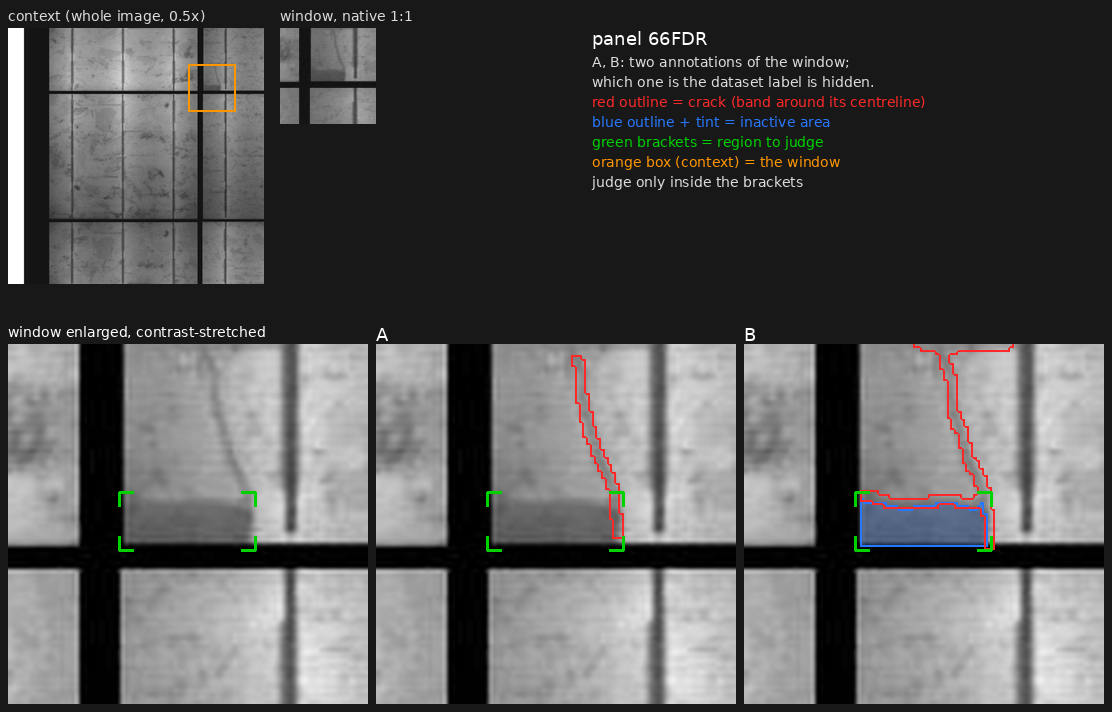 context (whole image, 0.5x)
window, native 1:1
panel 66FDR
A, B: two annotations of the window;
which one is the dataset label is hidden.
red outline = crack (band around its centreline)
blue outline + tint = inactive area
green brackets = region to judge
orange box (context) = the window
judge only inside the brackets
window enlarged, contrast-stretched
A
B